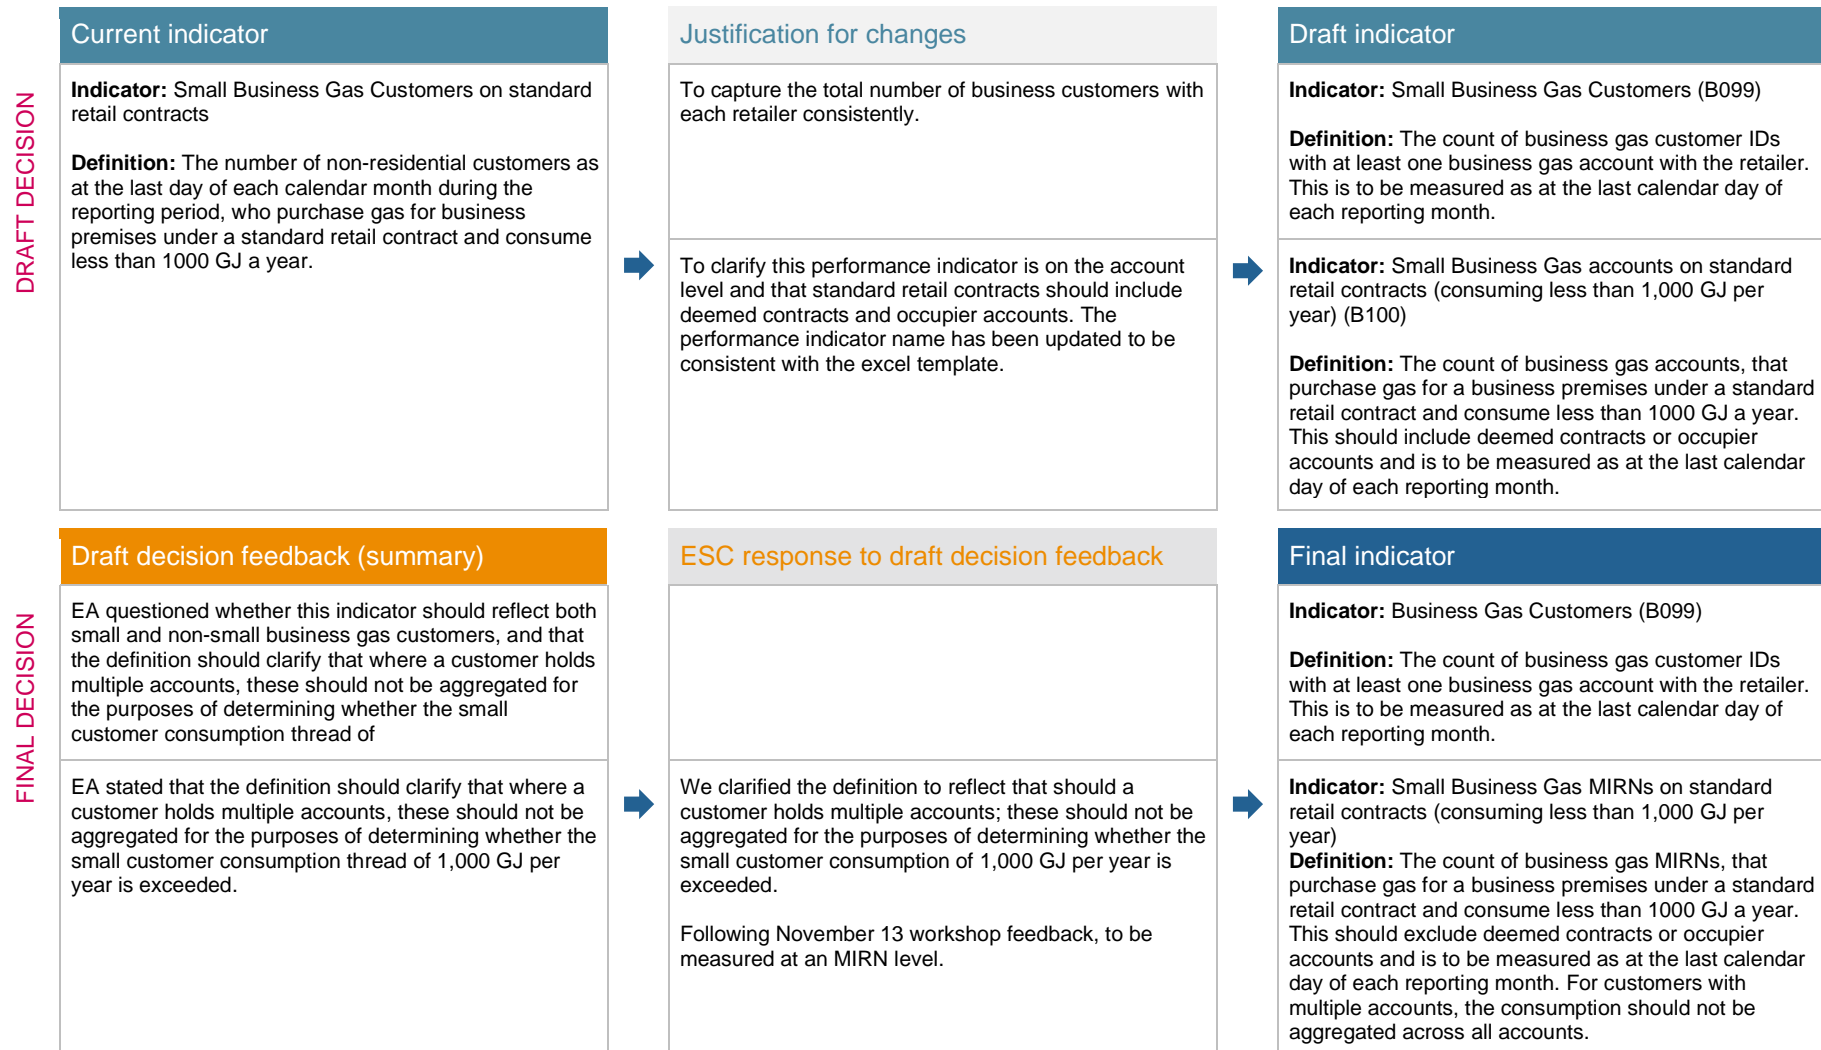 DRAFT DECISION
Current indicator
Indicator: Small Business Gas Customers on standard
retail contracts
Definition: The number of non-residential customers as
at the last day of each calendar month during the
reporting period, who purchase gas for business
premises under a standard retail contract and consume
less than 1000 GJ a year.
Justification for changes
To capture the total number of business customers with
each retailer consistently.
To clarify this performance indicator is on the account
level and that standard retail contracts should include
deemed contracts and occupier accounts. The
performance indicator name has been updated to be
consistent with the excel template.
Draft indicator
Indicator: Small Business Gas Customers (B099)
Definition: The count of business gas customer IDs
with at least one business gas account with the retailer.
This is to be measured as at the last calendar day of
each reporting month.
Indicator: Small Business Gas accounts on standard
retail contracts (consuming less than 1,000 GJ per
year) (B100)
Definition: The count of business gas accounts, that
purchase gas for a business premises under a standard
retail contract and consume less than 1000 GJ a year.
This should include deemed contracts or occupier
accounts and is to be measured as at the last calendar
day of each reporting month.
FINAL DECISION
Draft decision feedback (summary)
EA questioned whether this indicator should reflect both
small and non-small business gas customers, and that
the definition should clarify that where a customer holds
multiple accounts, these should not be aggregated for
the purposes of determining whether the small
customer consumption thread of
EA stated that the definition should clarify that where a
customer holds multiple accounts, these should not be
aggregated for the purposes of determining whether the
small customer consumption thread of 1,000 GJ per
year is exceeded.
ESC response to draft decision feedback
We clarified the definition to reflect that should a
customer holds multiple accounts; these should not be
aggregated for the purposes of determining whether the
small customer consumption of 1,000 GJ per year is
exceeded.
Following November 13 workshop feedback, to be
measured at an MIRN level.
Final indicator
Indicator: Business Gas Customers (B099)
Definition: The count of business gas customer IDs
with at least one business gas account with the retailer.
This is to be measured as at the last calendar day of
each reporting month.
Indicator: Small Business Gas MIRNs on standard
retail contracts (consuming less than 1,000 GJ per
year)
Definition: The count of business gas MIRNs, that
purchase gas for a business premises under a standard
retail contract and consume less than 1000 GJ a year.
This should exclude deemed contracts or occupier
accounts and is to be measured as at the last calendar
day of each reporting month. For customers with
multiple accounts, the consumption should not be
aggregated across all accounts.